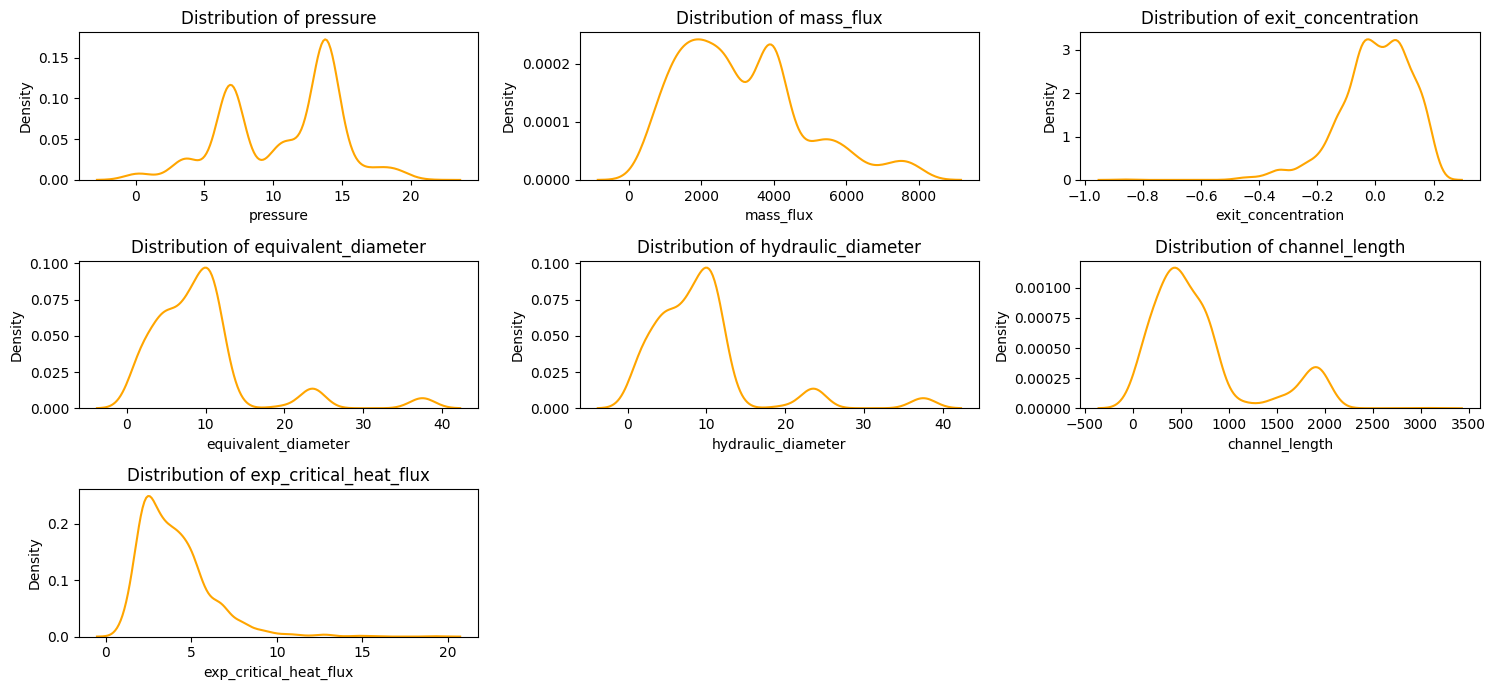 Distribution of pressure
Density
0.15
0.10
0.05
0.00
0 5 10 15 20
pressure
Distribution of mass_flux
Density
0.0002
0.0001
0.0000
0 2000 4000 6000 8000
mass_flux
Distribution of exit_concentration
Density
3
2
1
0
−1.0 −0.8 −0.6 −0.4 −0.2 0.0 0.2
exit_concentration
Distribution of equivalent_diameter
Density
0.100
0.075
0.050
0.025
0.000
0 10 20 30 40
equivalent_diameter
Distribution of hydraulic_diameter
Density
0.100
0.075
0.050
0.025
0.000
0 10 20 30 40
hydraulic_diameter
Distribution of channel_length
Density
0.00100
0.00075
0.00050
0.00025
0.00000
−500 0 500 1000 1500 2000 2500 3000 3500
channel_length
Distribution of exp_critical_heat_flux
Density
0.2
0.1
0.0
0 5 10 15 20
exp_critical_heat_flux